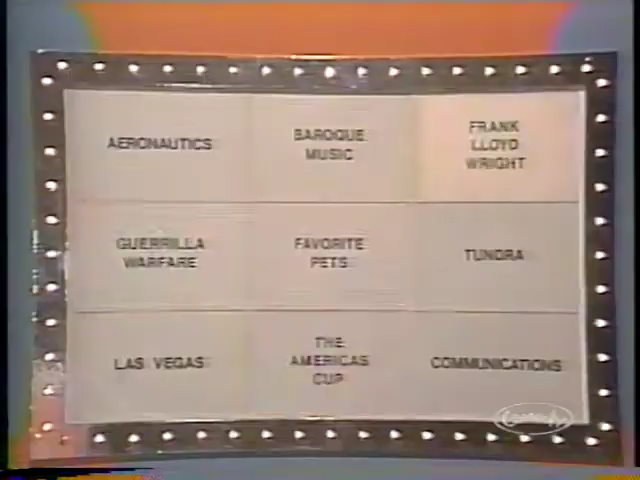 AERONAUTICS
BAROQUE
MUSIC
FRANK
LLOYD
WRIGHT
GUERRILLA
WARFARE
FAVORITE
PETS
TUNDRA
LAS VEGAS
THE
AMERICAS
CUP
COMMUNICATIONS